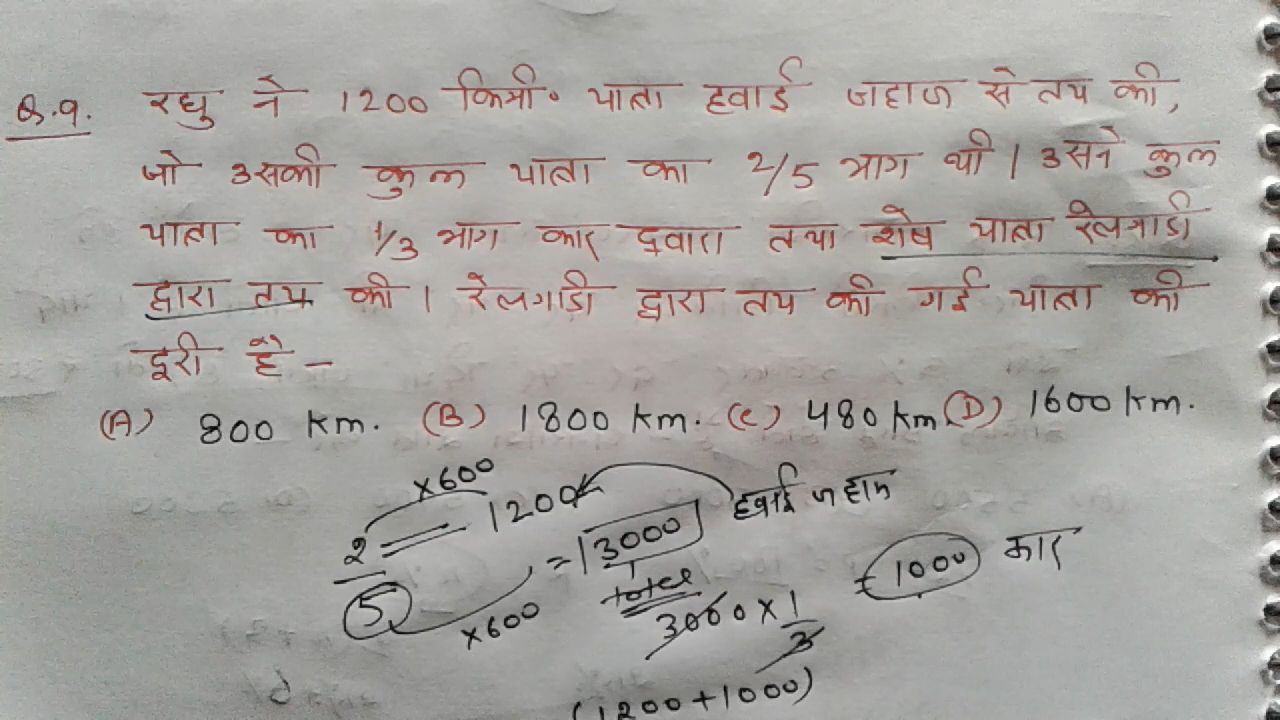 Q.9. रघु ने 1200 किमी. यात्रा हवाई जहाज से तय की,
जो उसकी कुल यात्रा का 2/5 भाग थी। उसने कुल
यात्रा का 1/3 भाग कार द्वारा तथा शेष यात्रा रेलगाडी
द्वारा तय की। रेलगाडी द्वारा तय की गई यात्रा की
दूरी है -
(A) 800 Km. (B) 1800 Km. (C) 480 Km (D) 1600 Km.
×600
2 = 1200 हवाई जहाज
5 = 3000
×600 total
3000 × 1/3 = 1000 कार
(1200+1000)